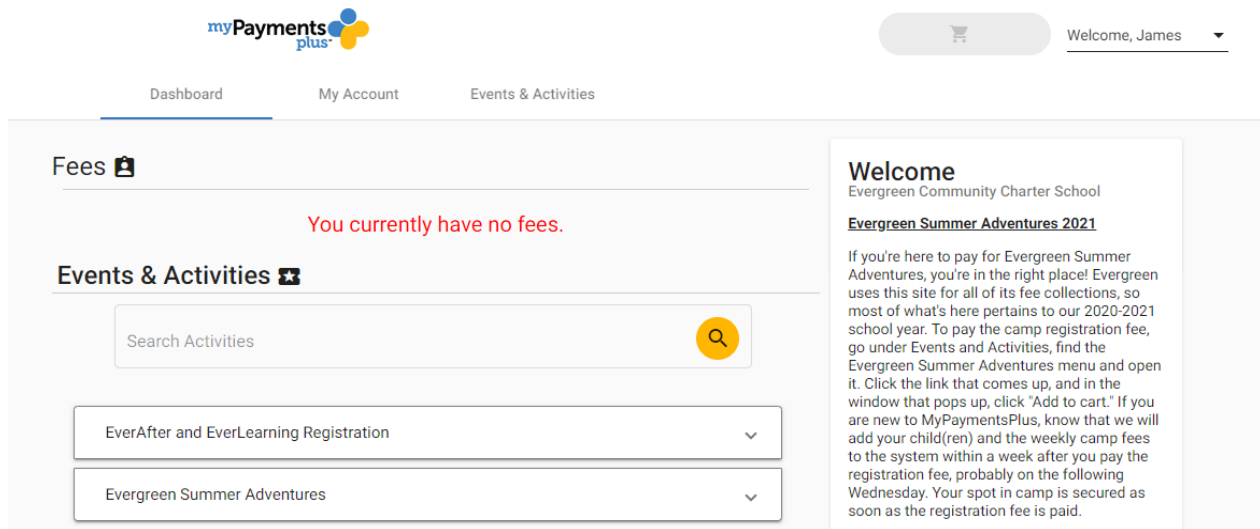 myPayments
plus
Welcome, James
Dashboard
My Account
Events & Activities
Fees
You currently have no fees.
Events & Activities
Search Activities
EverAfter and EverLearning Registration
Evergreen Summer Adventures
Welcome
Evergreen Community Charter School
Evergreen Summer Adventures 2021
If you're here to pay for Evergreen Summer
Adventures, you're in the right place! Evergreen
uses this site for all of its fee collections, so
most of what's here pertains to our 2020-2021
school year. To pay the camp registration fee,
go under Events and Activities, find the
Evergreen Summer Adventures menu and open
it. Click the link that comes up, and in the
window that pops up, click "Add to cart." If you
are new to MyPaymentsPlus, know that we will
add your child(ren) and the weekly camp fees
to the system within a week after you pay the
registration fee, probably on the following
Wednesday. Your spot in camp is secured as
soon as the registration fee is paid.